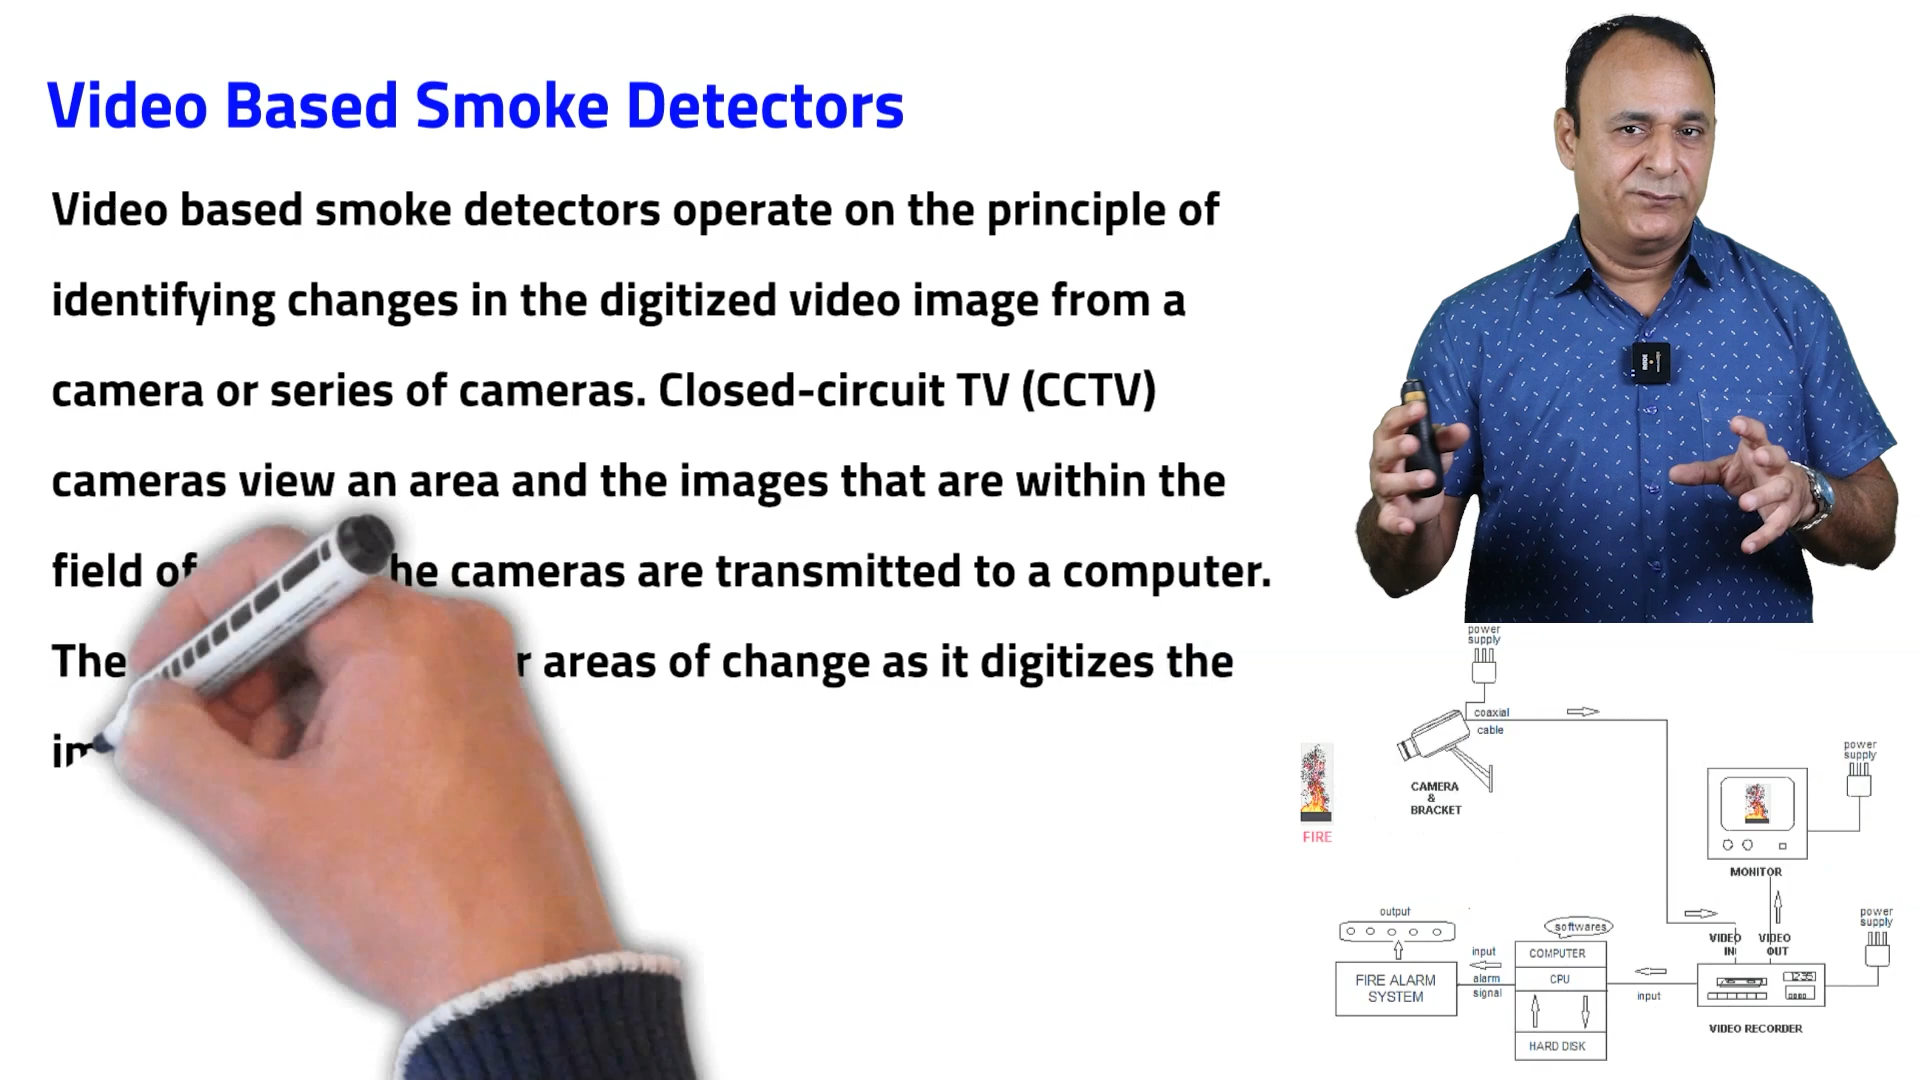 Video Based Smoke Detectors
Video based smoke detectors operate on the principle of
identifying changes in the digitized video image from a
camera or series of cameras. Closed-circuit TV (CCTV)
cameras view an area and the images that are within the
field of he cameras are transmitted to a computer.
The r areas of change as it digitizes the
im
power
supply
coaxial
cable
CAMERA
&
BRACKET
FIRE
power
supply
MONITOR
output
softwares
power
supply
VIDEO IN
VIDEO OUT
input
alarm
signal
COMPUTER
CPU
HARD DISK
FIRE ALARM
SYSTEM
input
12:35
VIDEO RECORDER
RODE